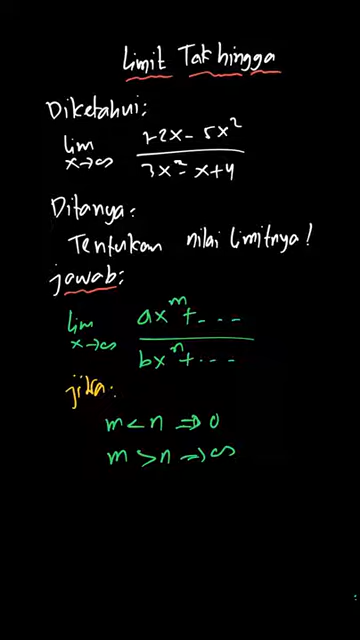 Limit Tak hingga
Diketahui:
lim x→∞ 2-2x-5x² / 3x²-x+4
Ditanya:
Tentukan nilai limitnya!
jawab:
lim x→∞ ax^m + ... / bx^n + ...
jika:
m < n ⇒ 0
m > n ⇒ ∞